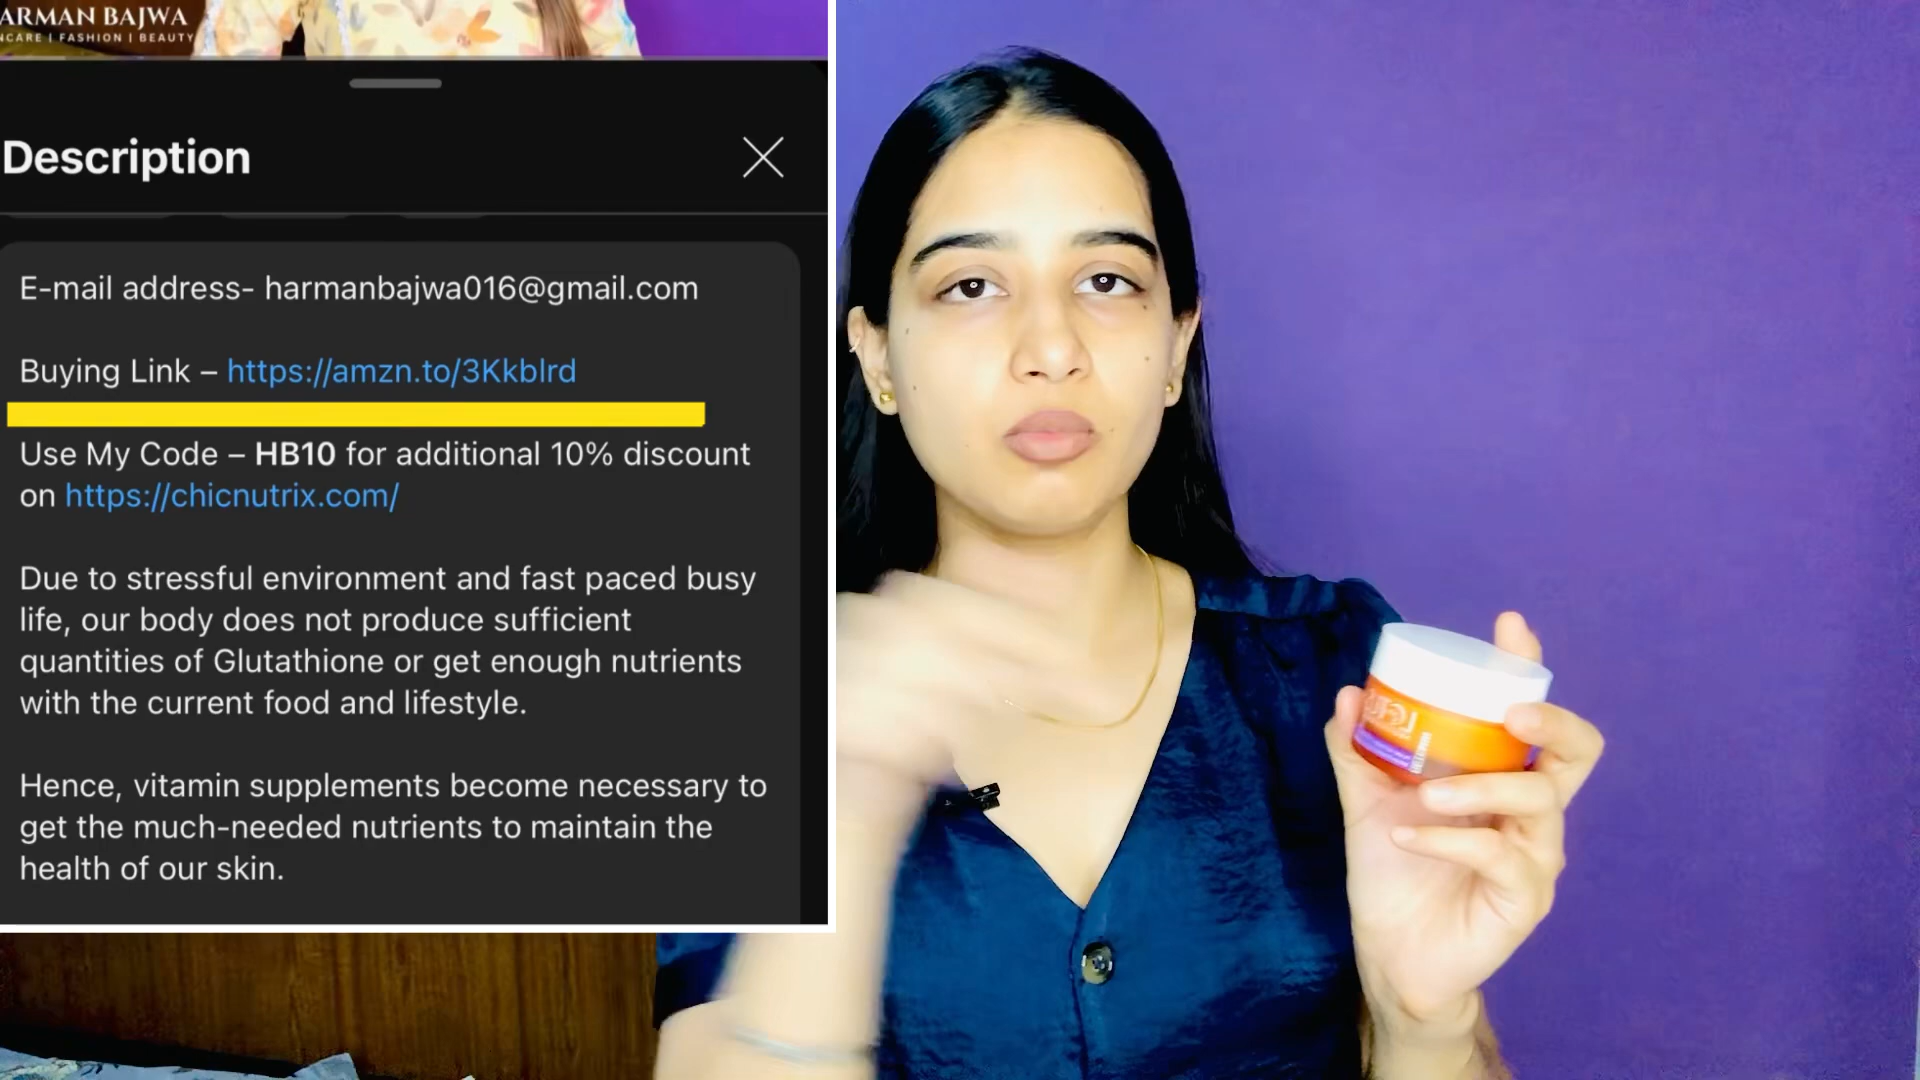 ARMAN BAJWA
NCARE | FASHION | BEAUTY
Description
E-mail address- harmanbajwa016@gmail.com
Buying Link – https://amzn.to/3Kkblrd
Use My Code – HB10 for additional 10% discount
on https://chicnutrix.com/
Due to stressful environment and fast paced busy
life, our body does not produce sufficient
quantities of Glutathione or get enough nutrients
with the current food and lifestyle.
Hence, vitamin supplements become necessary to
get the much-needed nutrients to maintain the
health of our skin.